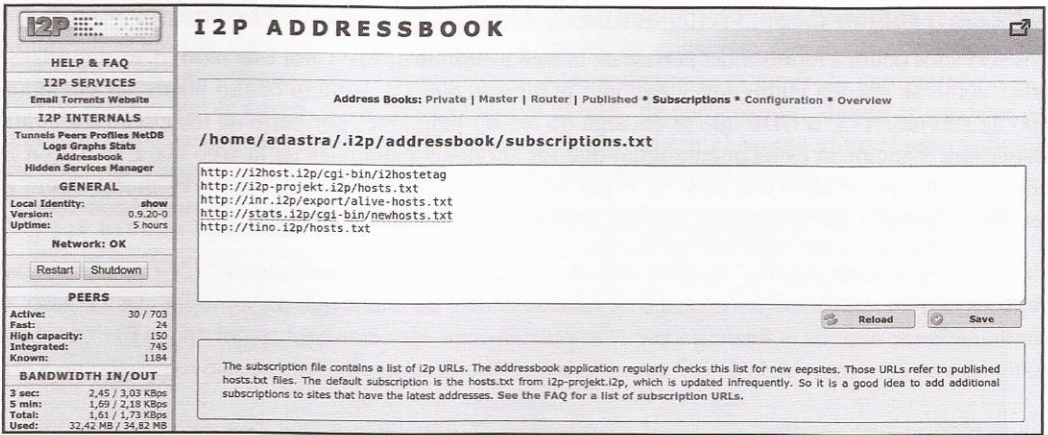 I2P
I2P ADDRESSBOOK
HELP & FAQ
I2P SERVICES
Email Torrents Website
I2P INTERNALS
Tunnels Peers Profiles NetDB
Logs Graphs Stats
Addressbook
Hidden Services Manager
GENERAL
Local Identity: show
Version: 0.9.20-0
Uptime: 5 hours
Network: OK
Restart Shutdown
PEERS
Active: 30 / 703
Fast: 24
High capacity: 150
Integrated: 745
Known: 1184
BANDWIDTH IN/OUT
3 sec: 2,45 / 3,03 KBps
5 min: 1,69 / 2,18 KBps
Total: 1,61 / 1,73 KBps
Used: 32,42 MB / 34,82 MB
Address Books: Private | Master | Router | Published * Subscriptions * Configuration * Overview
/home/adastra/.i2p/addressbook/subscriptions.txt
http://i2host.i2p/cgi-bin/i2hostetag
http://i2p-projekt.i2p/hosts.txt
http://inr.i2p/export/alive-hosts.txt
http://stats.i2p/cgi-bin/newhosts.txt
http://tino.i2p/hosts.txt
Reload Save
The subscription file contains a list of i2p URLs. The addressbook application regularly checks this list for new eepsites. Those URLs refer to published
hosts.txt files. The default subscription is the hosts.txt from i2p-projekt.i2p, which is updated infrequently. So it is a good idea to add additional
subscriptions to sites that have the latest addresses. See the FAQ for a list of subscription URLs.